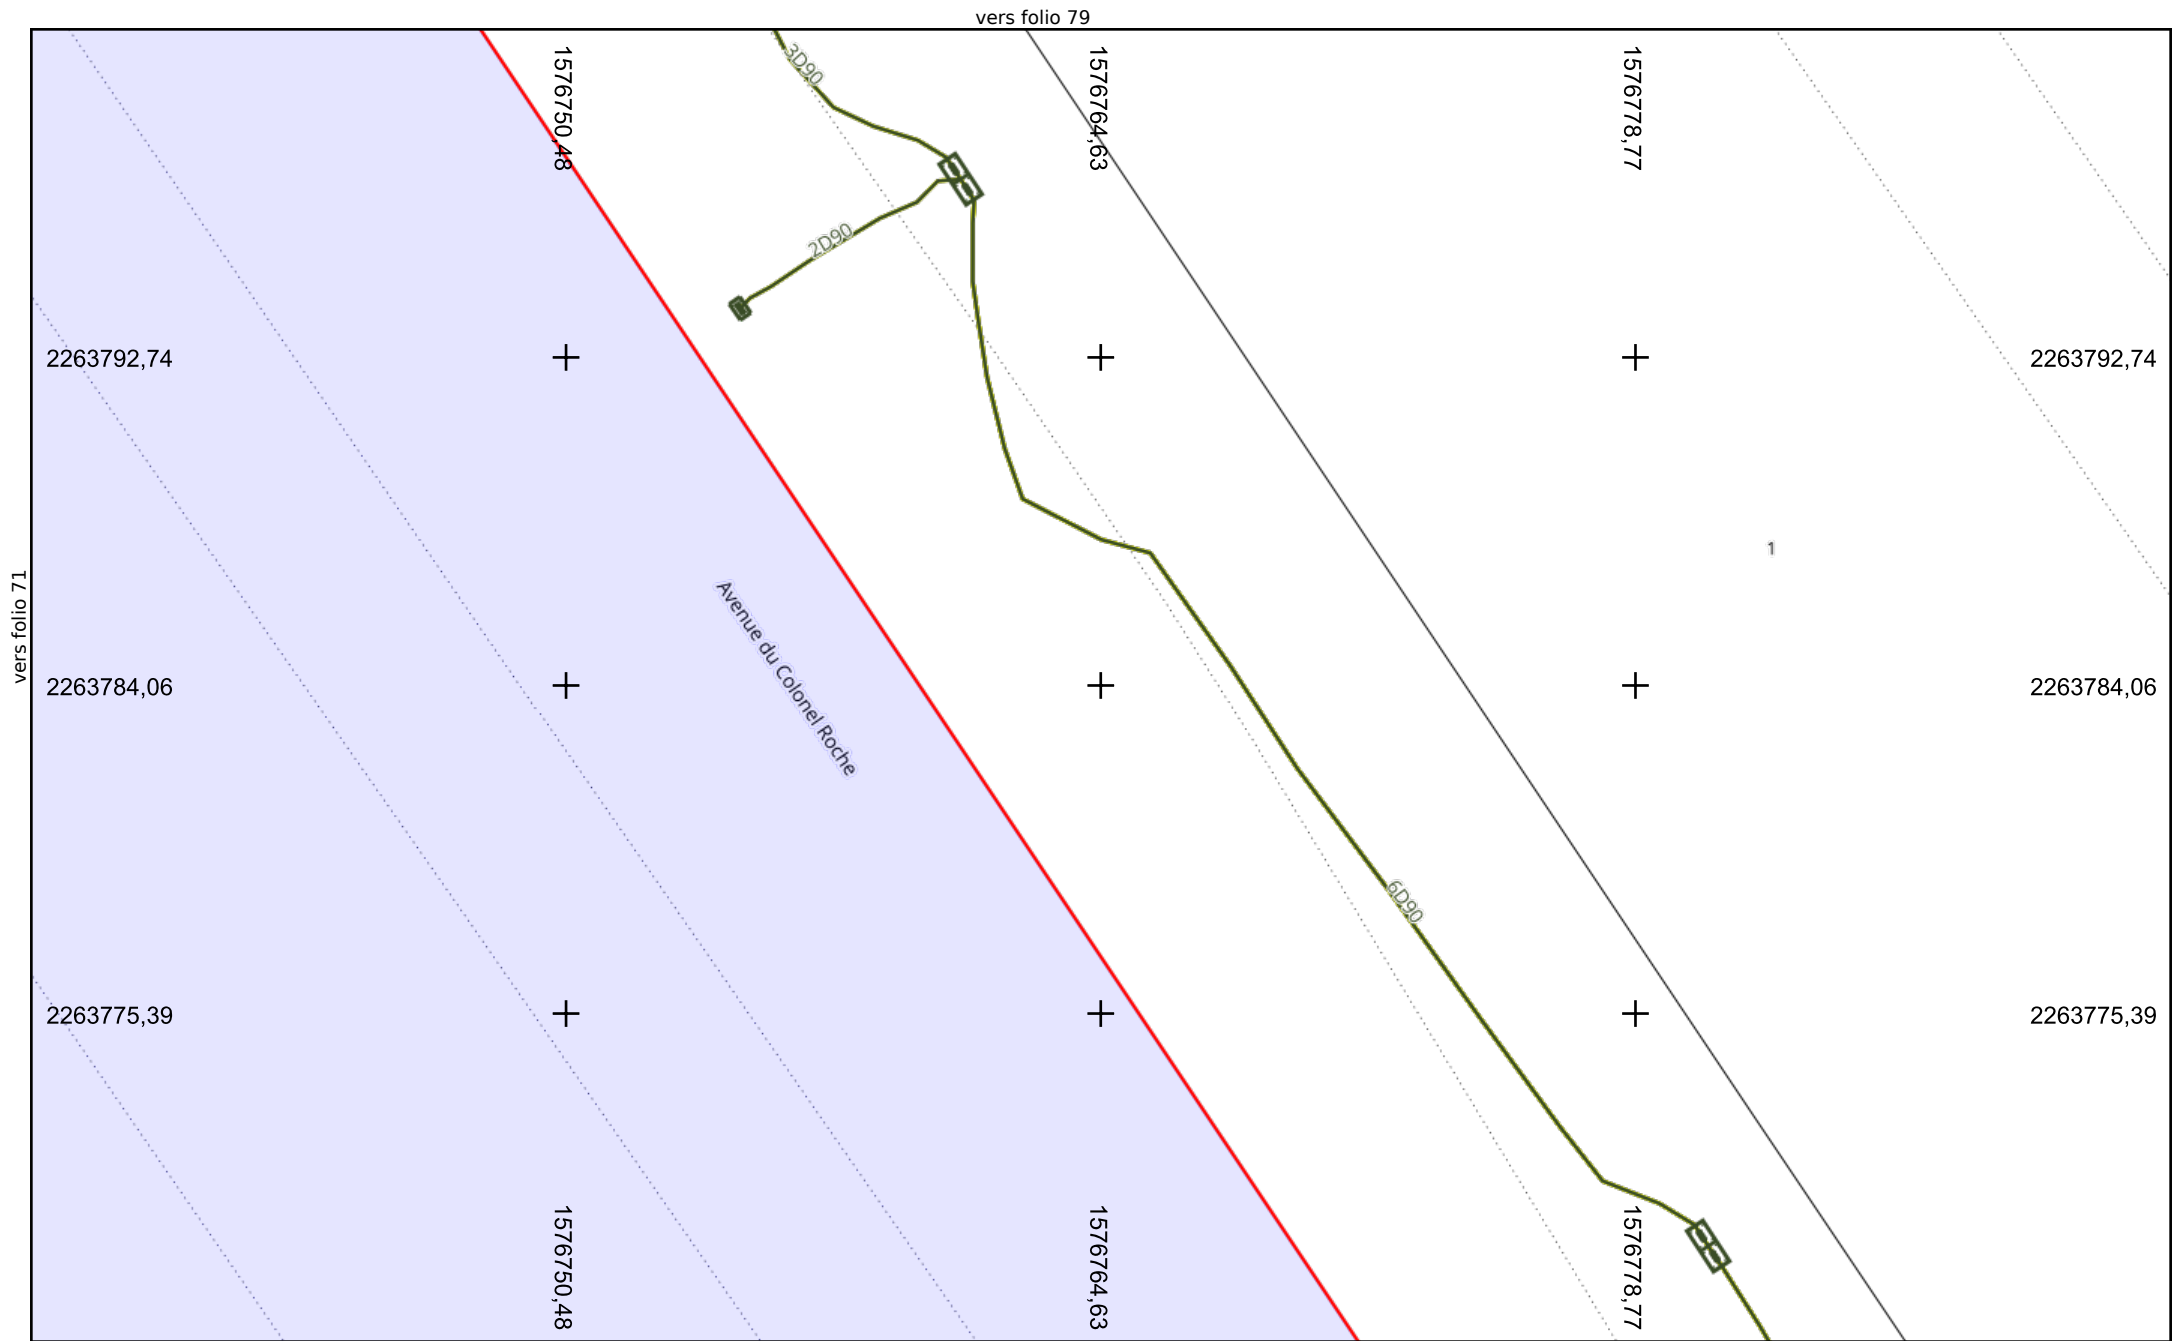 vers folio 79
1576750,48
1576764,63
1576778,77
3D90
2D90
2263792,74
2263792,74
1
vers folio 71
Avenue du Colonel Roche
2263784,06
2263784,06
6D90
2263775,39
2263775,39
1576750,48
1576764,63
1576778,77